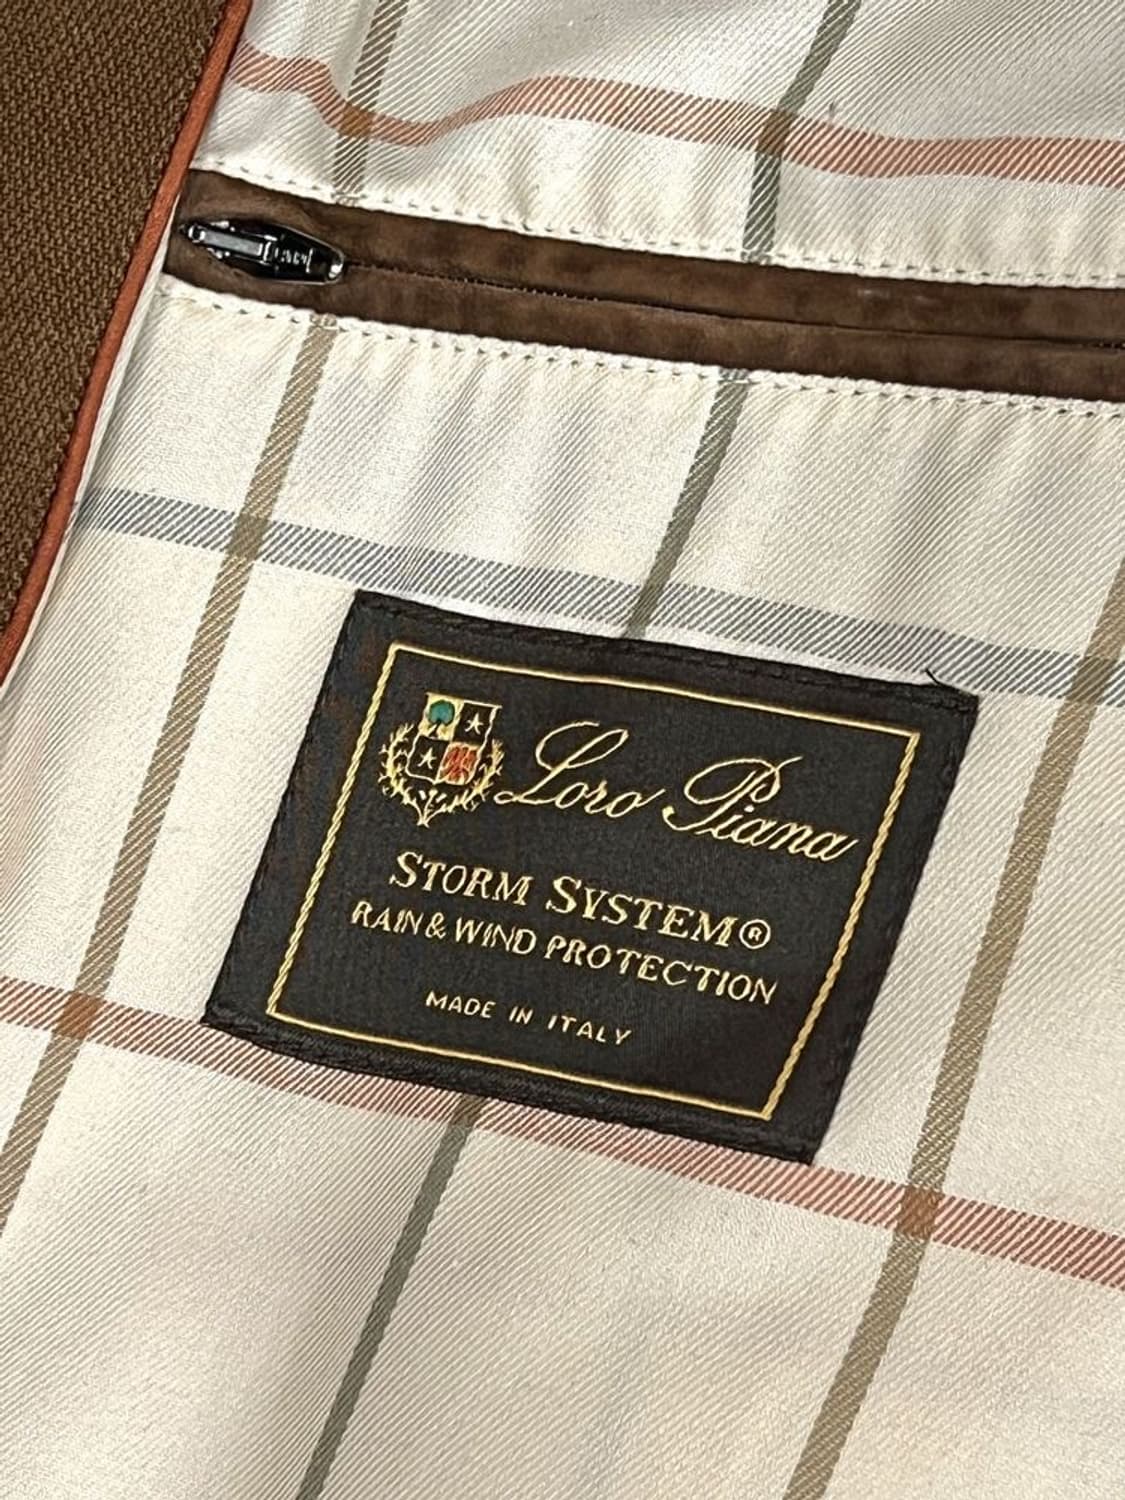 Loro Piana
STORM SYSTEM®
RAIN & WIND PROTECTION
MADE IN ITALY